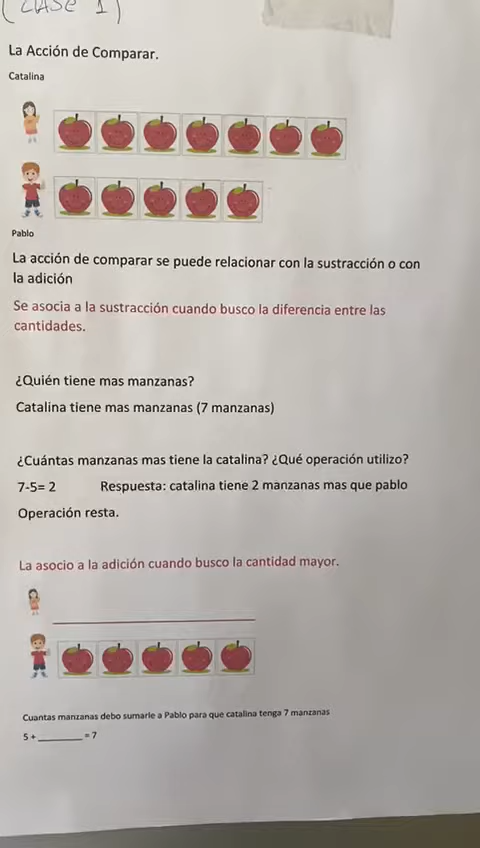 (CLASE 1)
La Acción de Comparar.
Catalina
Pablo
La acción de comparar se puede relacionar con la sustracción o con
la adición
Se asocia a la sustracción cuando busco la diferencia entre las
cantidades.
¿Quién tiene mas manzanas?
Catalina tiene mas manzanas (7 manzanas)
¿Cuántas manzanas mas tiene la catalina? ¿Qué operación utilizo?
7-5= 2 Respuesta: catalina tiene 2 manzanas mas que pablo
Operación resta.
La asocio a la adición cuando busco la cantidad mayor.
Cuantas manzanas debo sumarle a Pablo para que catalina tenga 7 manzanas
5 + ________ = 7